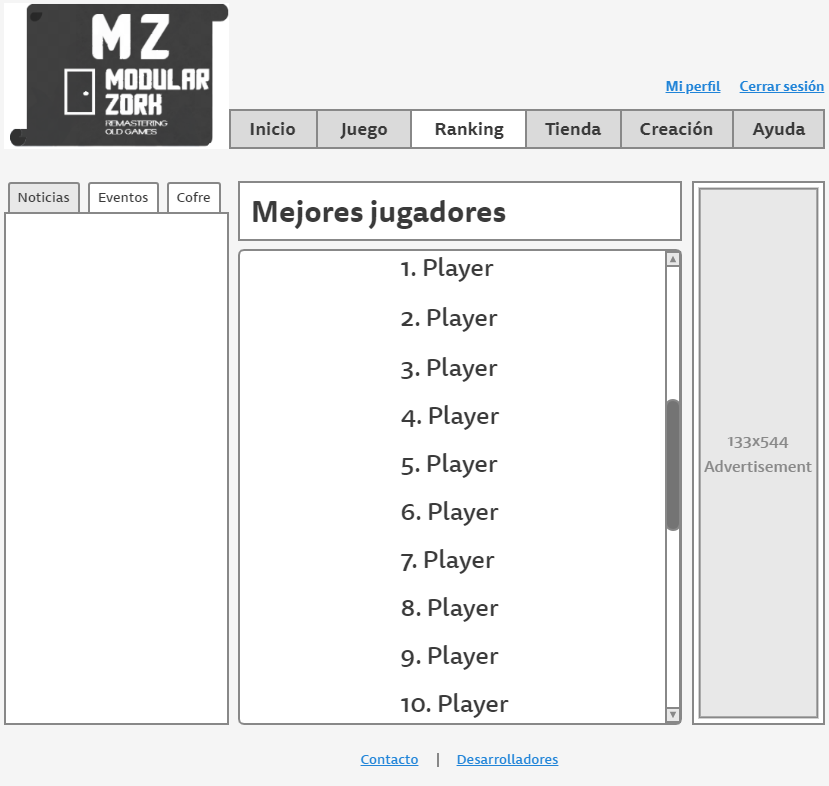 MZ
MODULAR
ZORK
REMASTERING
OLD GAMES
Mi perfil Cerrar sesión
Inicio Juego Ranking Tienda Creación Ayuda
Noticias Eventos Cofre
Mejores jugadores
1. Player
2. Player
3. Player
4. Player
5. Player
6. Player
7. Player
8. Player
9. Player
10. Player
133x544
Advertisement
Contacto | Desarrolladores